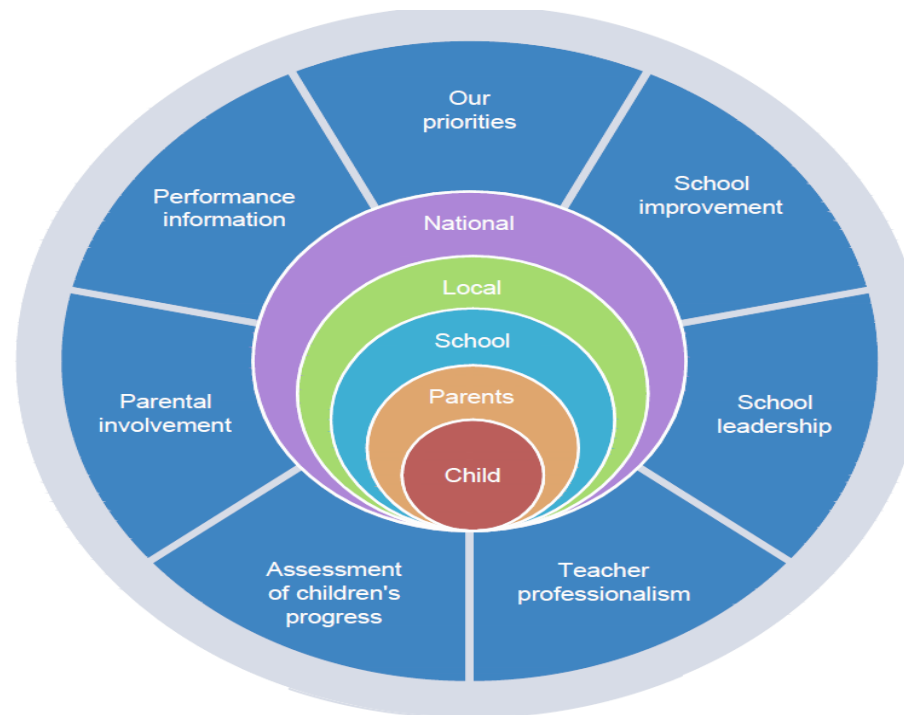 Our
priorities
School
improvement
School
leadership
Teacher
professionalism
Assessment
of children's
progress
Parental
involvement
Performance
information
National
Local
School
Parents
Child